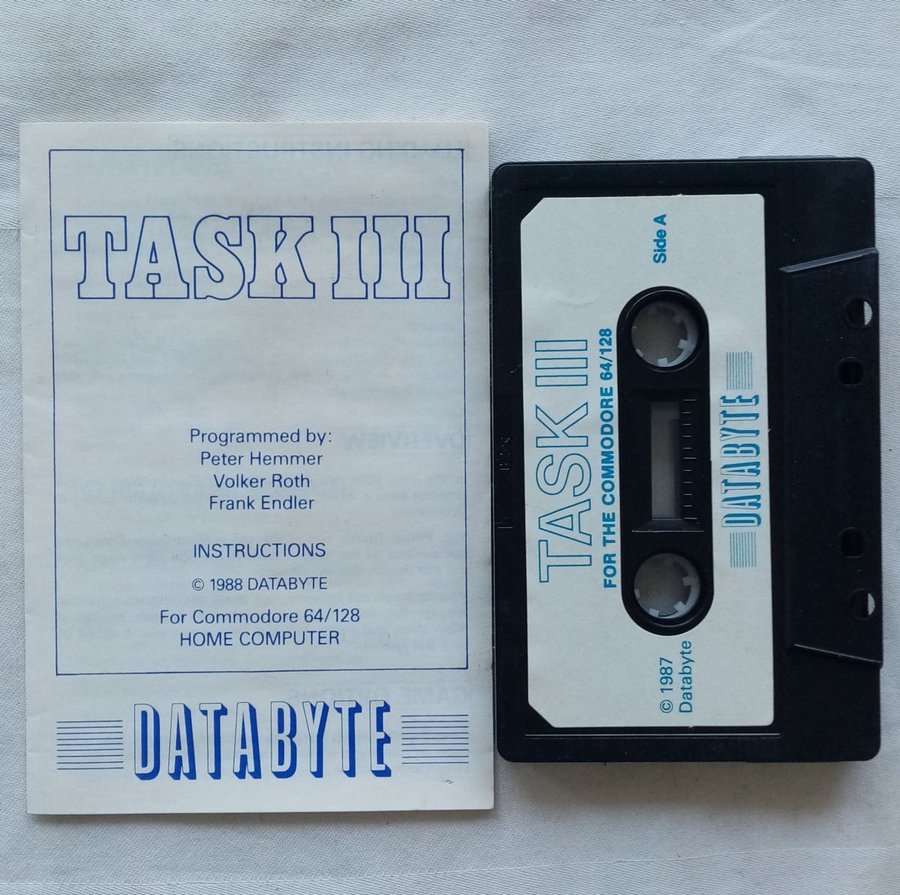 TASK III
Programmed by:
Peter Hemmer
Volker Roth
Frank Endler
INSTRUCTIONS
© 1988 DATABYTE
For Commodore 64/128
HOME COMPUTER
DATABYTE
Side A
TASK III
FOR THE COMMODORE 64/128
DATABYTE
© 1987
Databyte